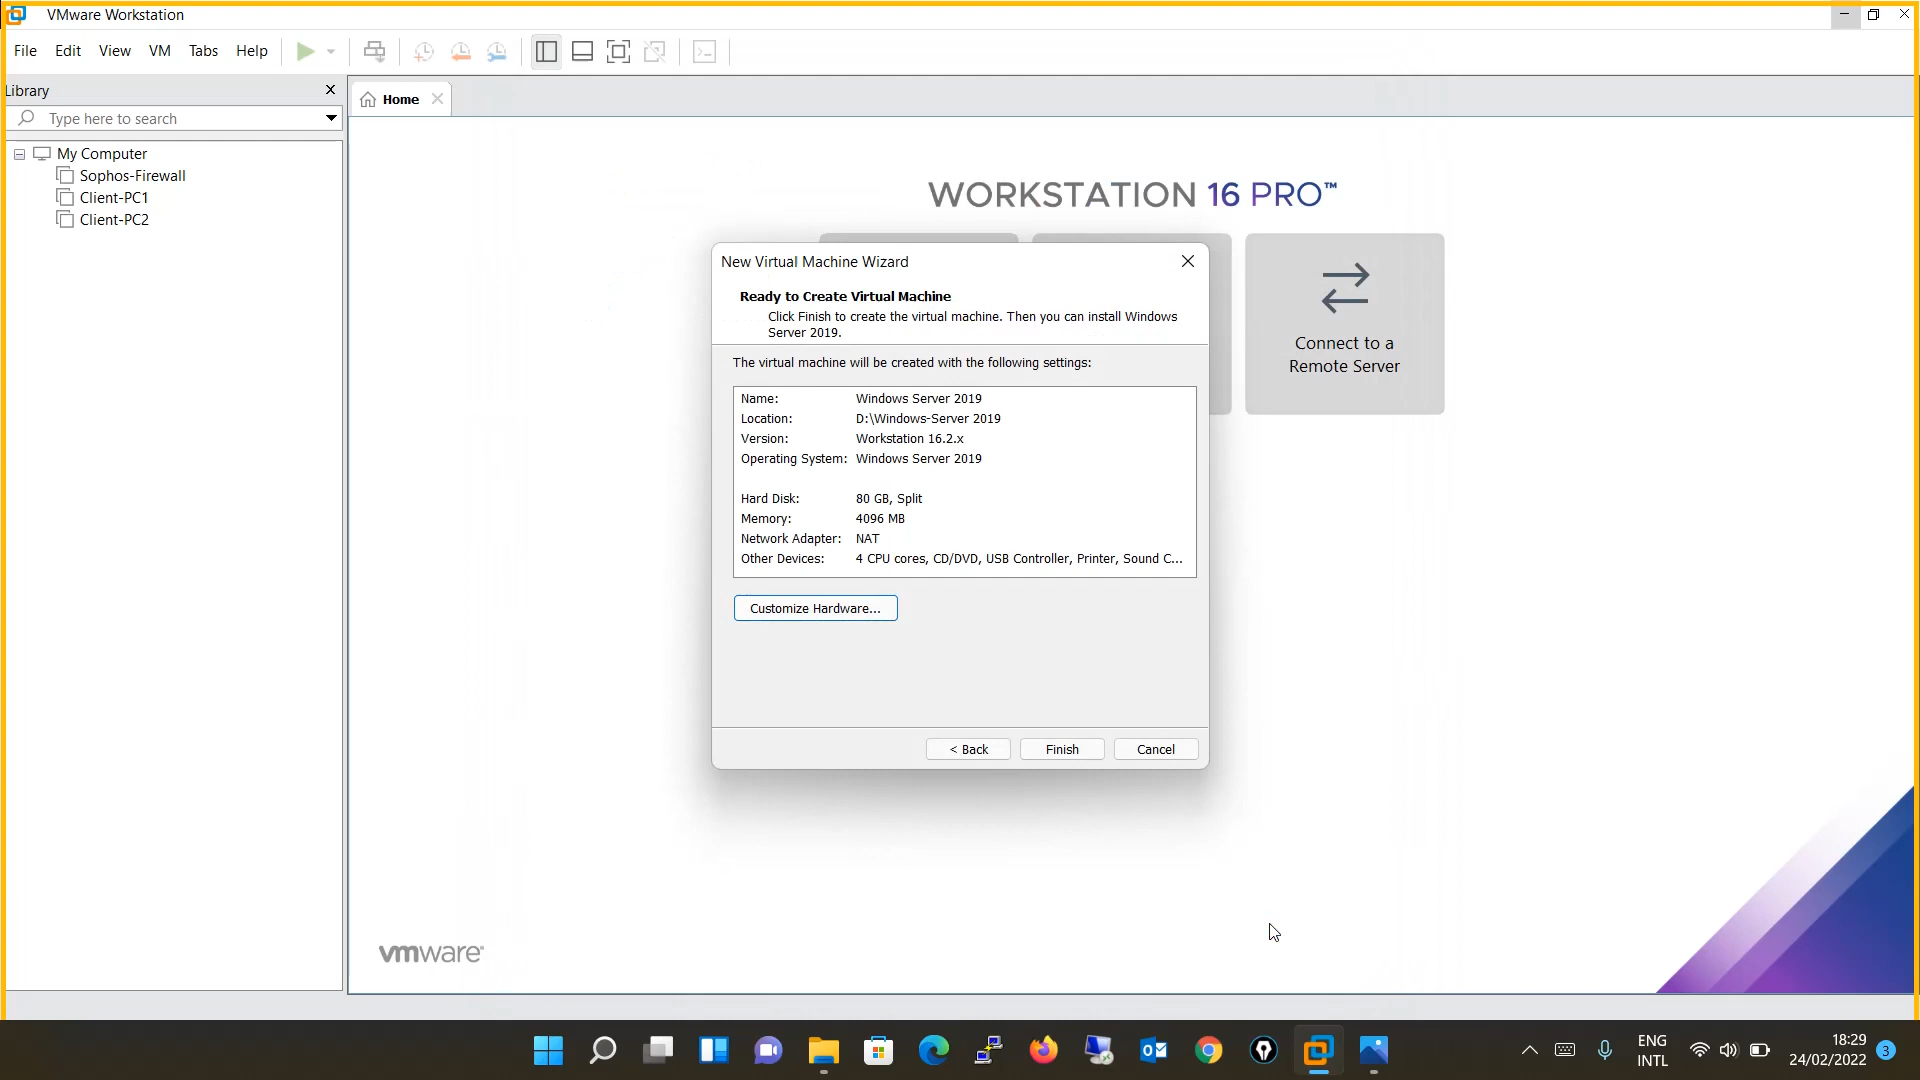 VMware Workstation
File Edit View VM Tabs Help
Library
Type here to search
Home
My Computer
Sophos-Firewall
Client-PC1
Client-PC2
WORKSTATION 16 PRO™
Connect to a
Remote Server
New Virtual Machine Wizard
Ready to Create Virtual Machine
Click Finish to create the virtual machine. Then you can install Windows
Server 2019.
The virtual machine will be created with the following settings:
Name: Windows Server 2019
Location: D:\Windows-Server 2019
Version: Workstation 16.2.x
Operating System: Windows Server 2019
Hard Disk: 80 GB, Split
Memory: 4096 MB
Network Adapter: NAT
Other Devices: 4 CPU cores, CD/DVD, USB Controller, Printer, Sound C...
Customize Hardware...
< Back Finish Cancel
vmware
ENG
INTL
18:29
24/02/2022
3